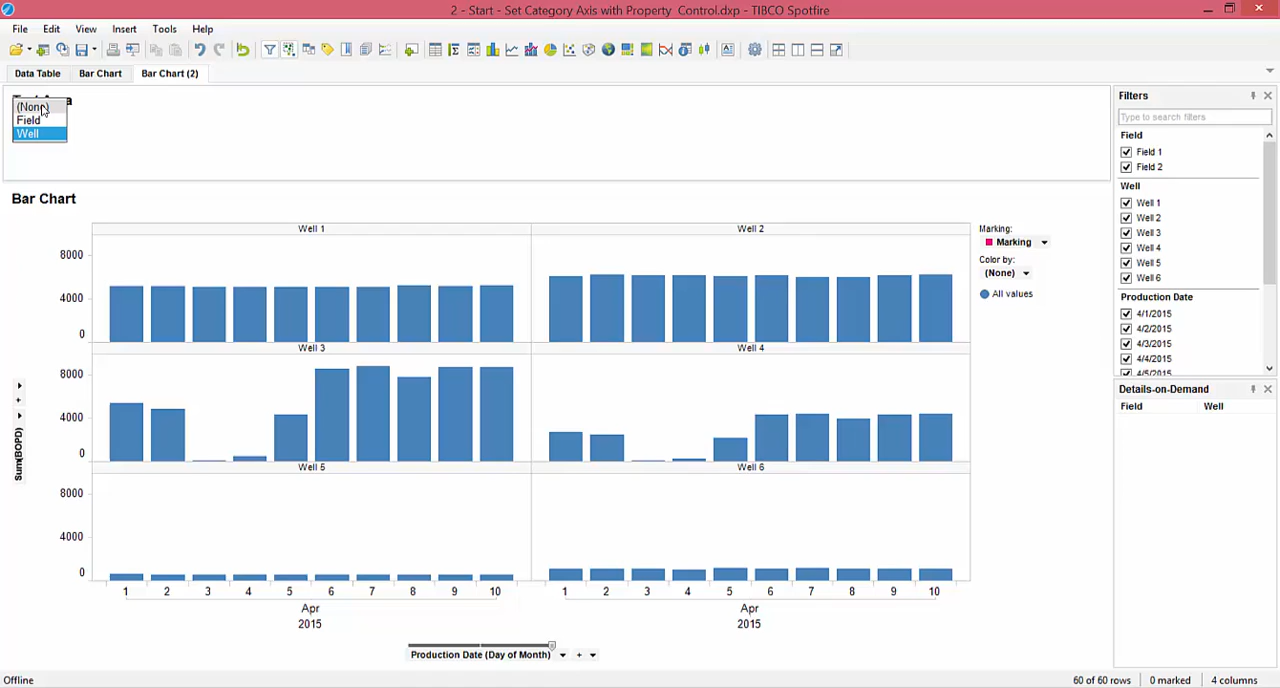 2 - Start - Set Category Axis with Property Control.dxp - TIBCO Spotfire
File Edit View Insert Tools Help
Data Table Bar Chart Bar Chart (2)
(None)
Field
Well
Bar Chart
Well 1 Well 2
8000
4000
0
Well 3 Well 4
8000
4000
0
Well 5 Well 6
8000
4000
0
1 2 3 4 5 6 7 8 9 10 1 2 3 4 5 6 7 8 9 10
Apr Apr
2015 2015
Sum(BOPD)
Production Date (Day of Month) +
Marking:
Marking
Color by:
(None)
All values
Filters
Type to search filters
Field
Field 1
Field 2
Well
Well 1
Well 2
Well 3
Well 4
Well 5
Well 6
Production Date
4/1/2015
4/2/2015
4/3/2015
4/4/2015
4/5/2015
Details-on-Demand
Field Well
Offline 60 of 60 rows 0 marked 4 columns